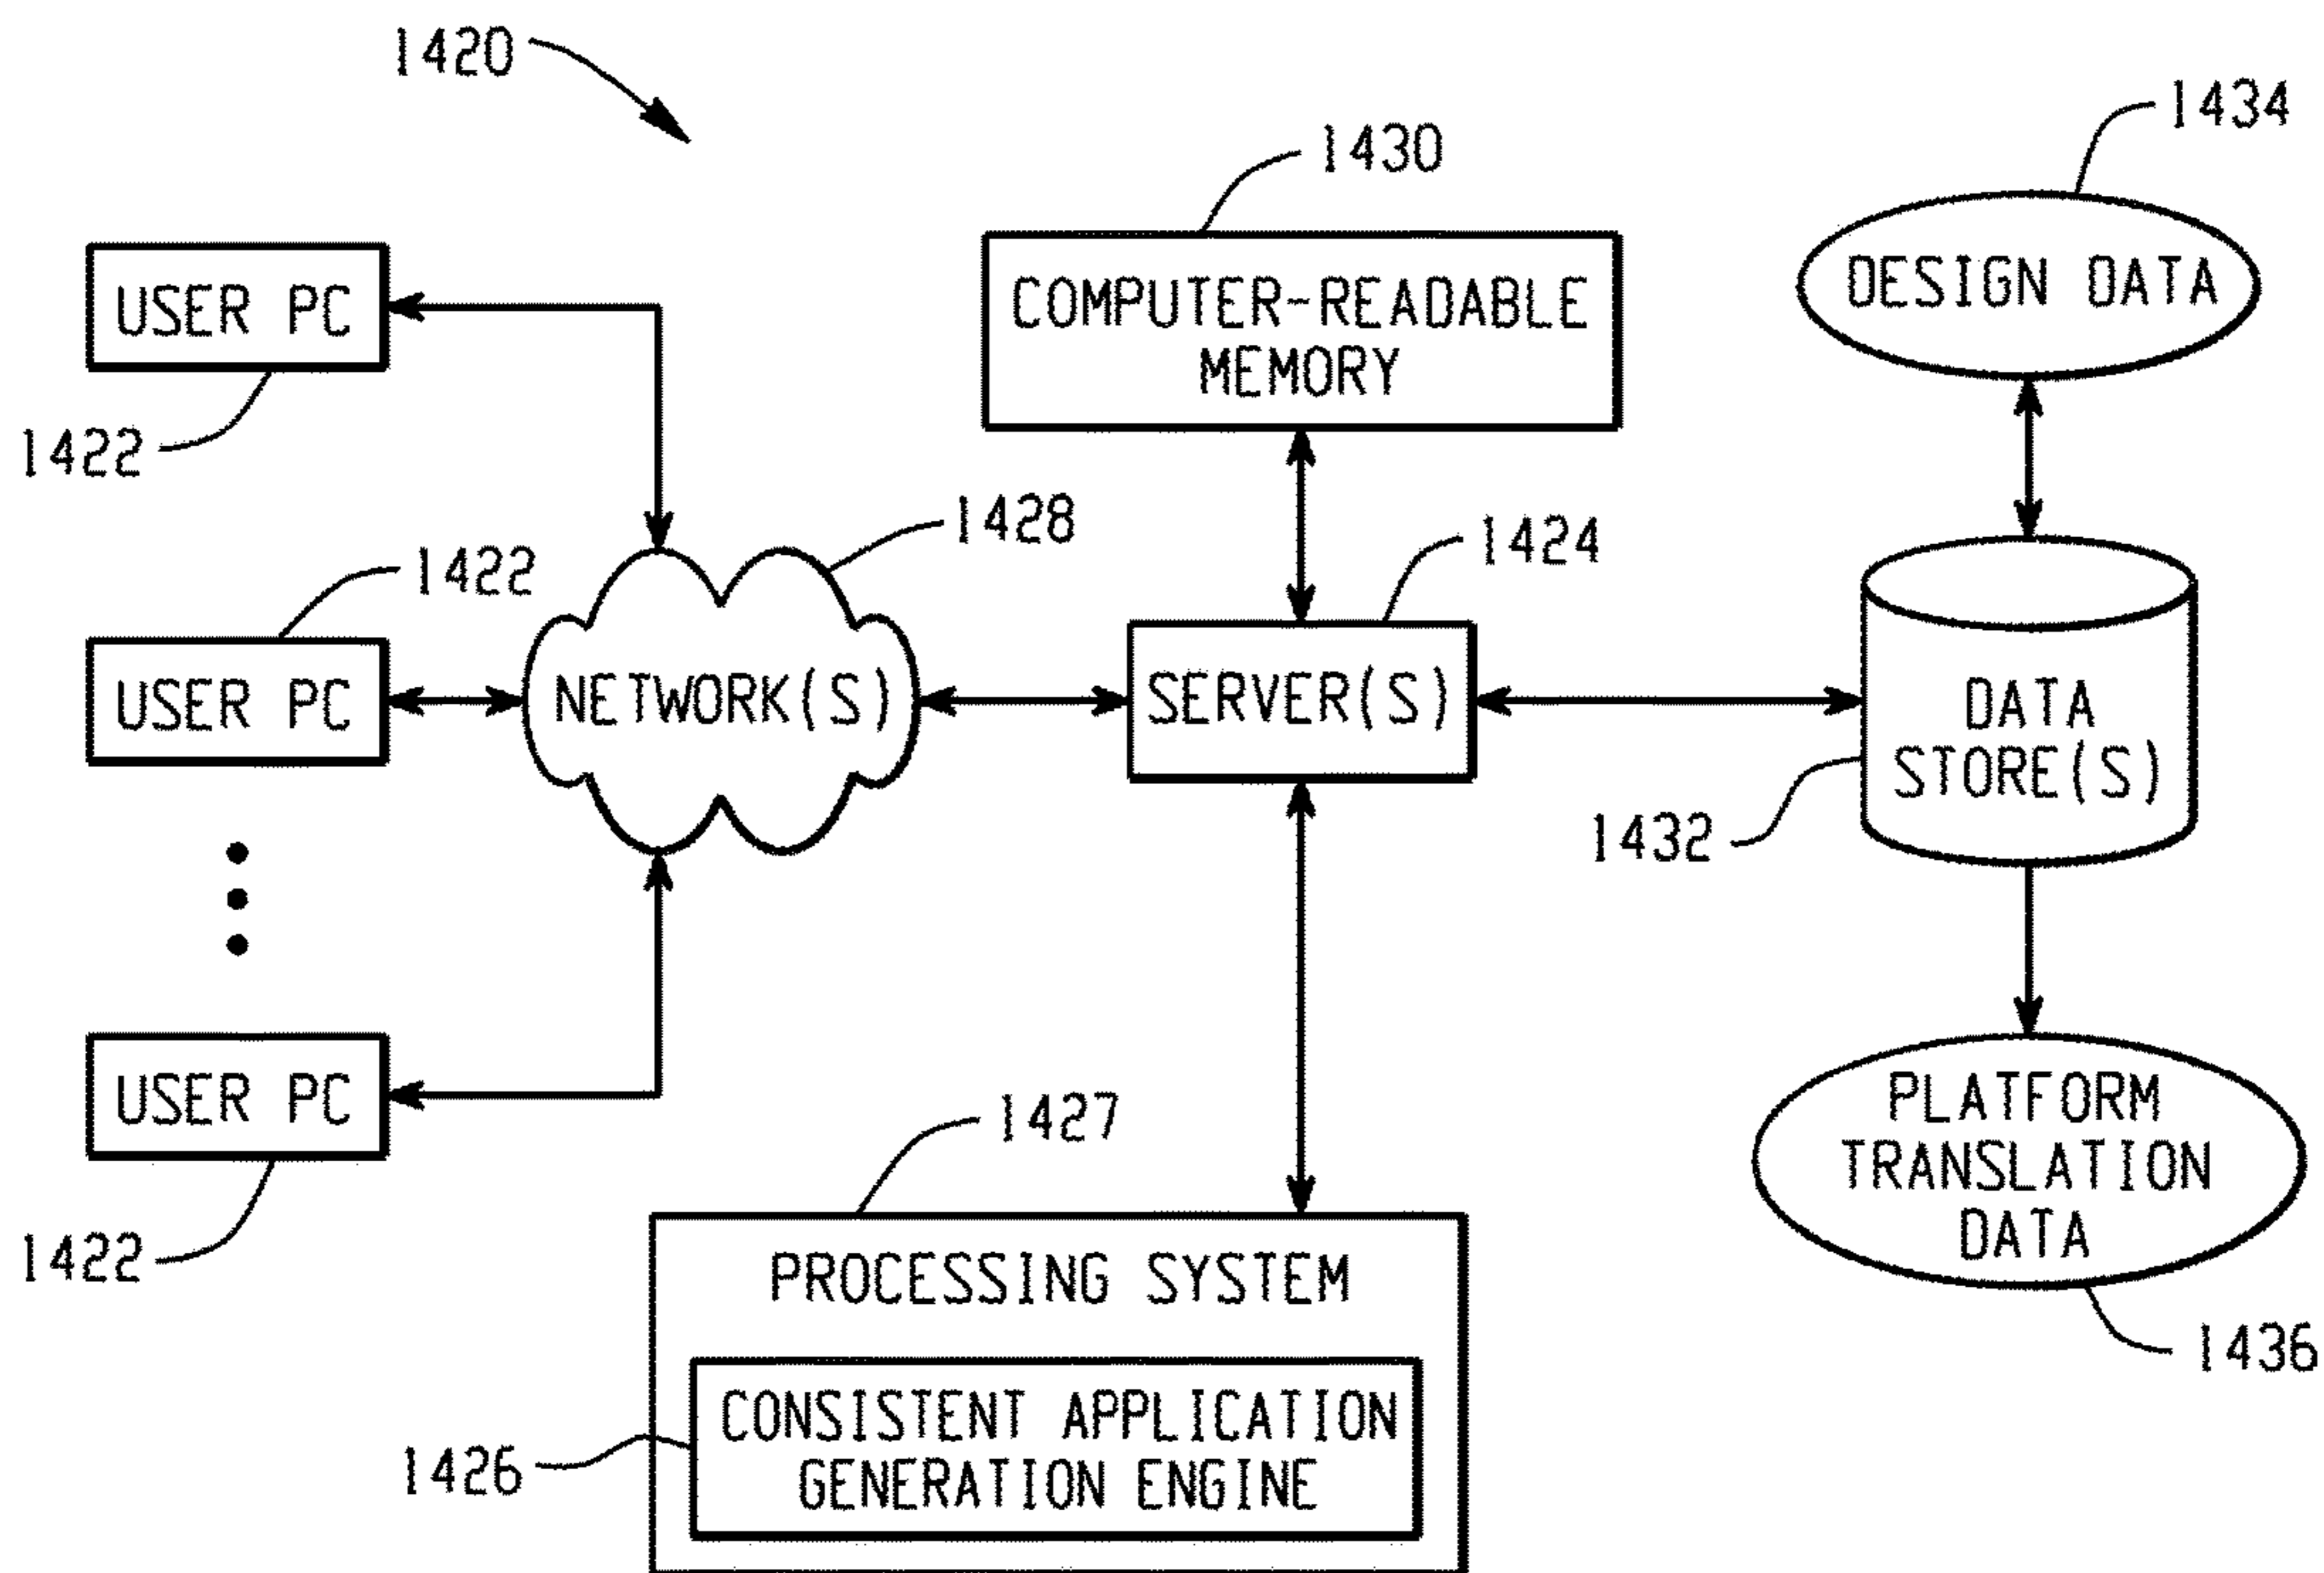 1420
1434
1430
USER PC
COMPUTER-READABLE
MEMORY
DESIGN DATA
1422
1428
1424
1422
USER PC
NETWORK(S)
SERVER(S)
DATA
STORE(S)
1432
USER PC
1427
PLATFORM
TRANSLATION
DATA
1422
PROCESSING SYSTEM
1436
CONSISTENT APPLICATION
GENERATION ENGINE
1426